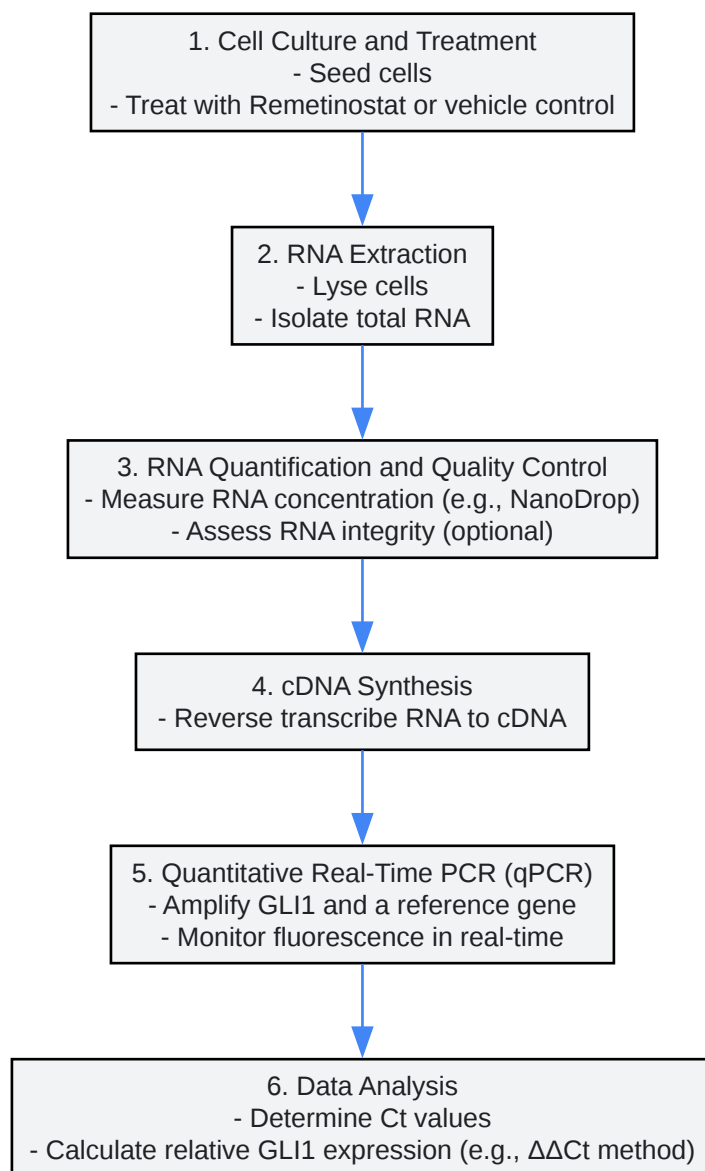 1. Cell Culture and Treatment
- Seed cells
- Treat with Remetinostat or vehicle control
2. RNA Extraction
- Lyse cells
- Isolate total RNA
3. RNA Quantification and Quality Control
- Measure RNA concentration (e.g., NanoDrop)
- Assess RNA integrity (optional)
4. cDNA Synthesis
- Reverse transcribe RNA to cDNA
5. Quantitative Real-Time PCR (qPCR)
- Amplify GLI1 and a reference gene
- Monitor fluorescence in real-time
6. Data Analysis
- Determine Ct values
- Calculate relative GLI1 expression (e.g., ΔΔCt method)